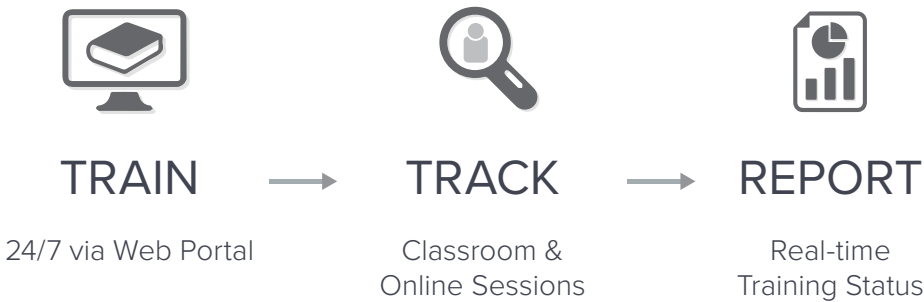 TRAIN
24/7 via Web Portal
TRACK
Classroom &
Online Sessions
REPORT
Real-time
Training Status